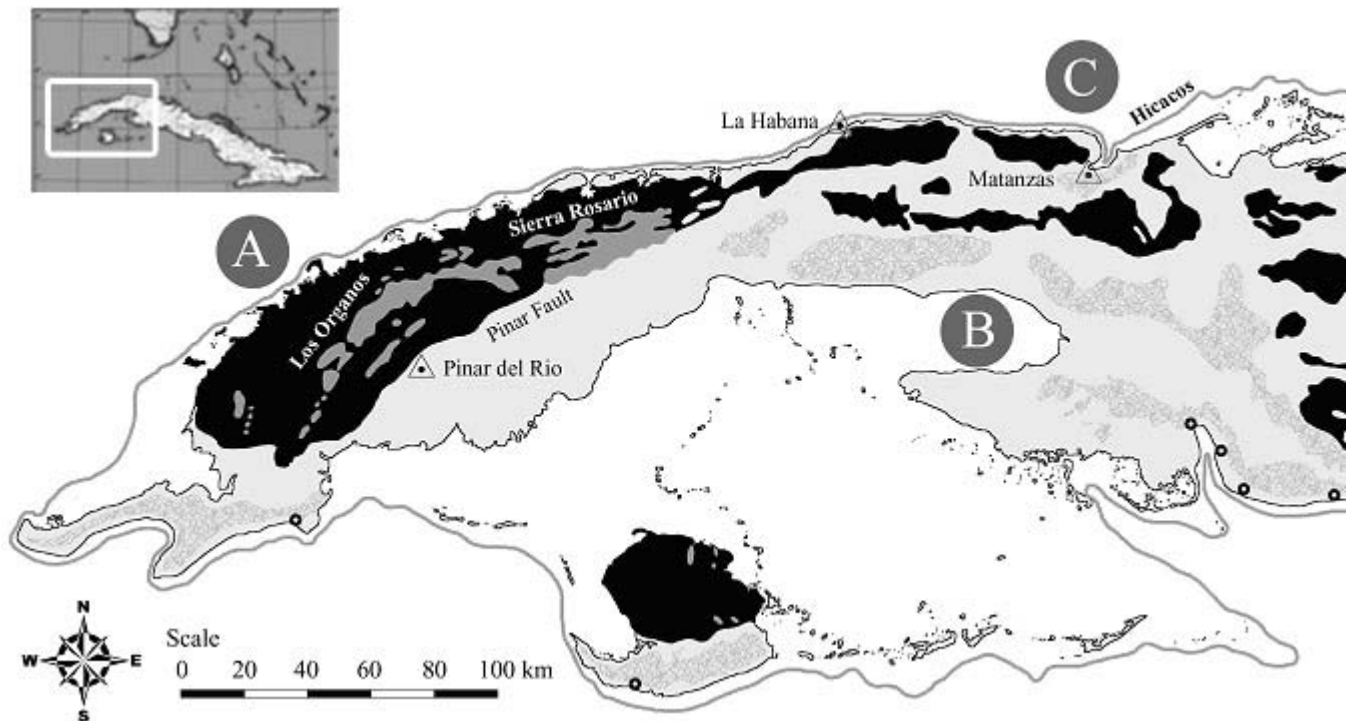 C
Hicacos
La Habana
Matanzas
Sierra Rosario
A
Los Organos
Pinar Fault
B
Pinar del Rio
N
W E
S
Scale
0 20 40 60 80 100 km